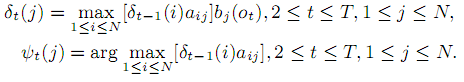 δ_t(j) = max_{1≤i≤N} [δ_{t−1}(i)a_{ij}]b_j(o_t), 2 ≤ t ≤ T, 1 ≤ j ≤ N,
ψ_t(j) = arg max_{1≤i≤N} [δ_{t−1}(i)a_{ij}], 2 ≤ t ≤ T, 1 ≤ j ≤ N.